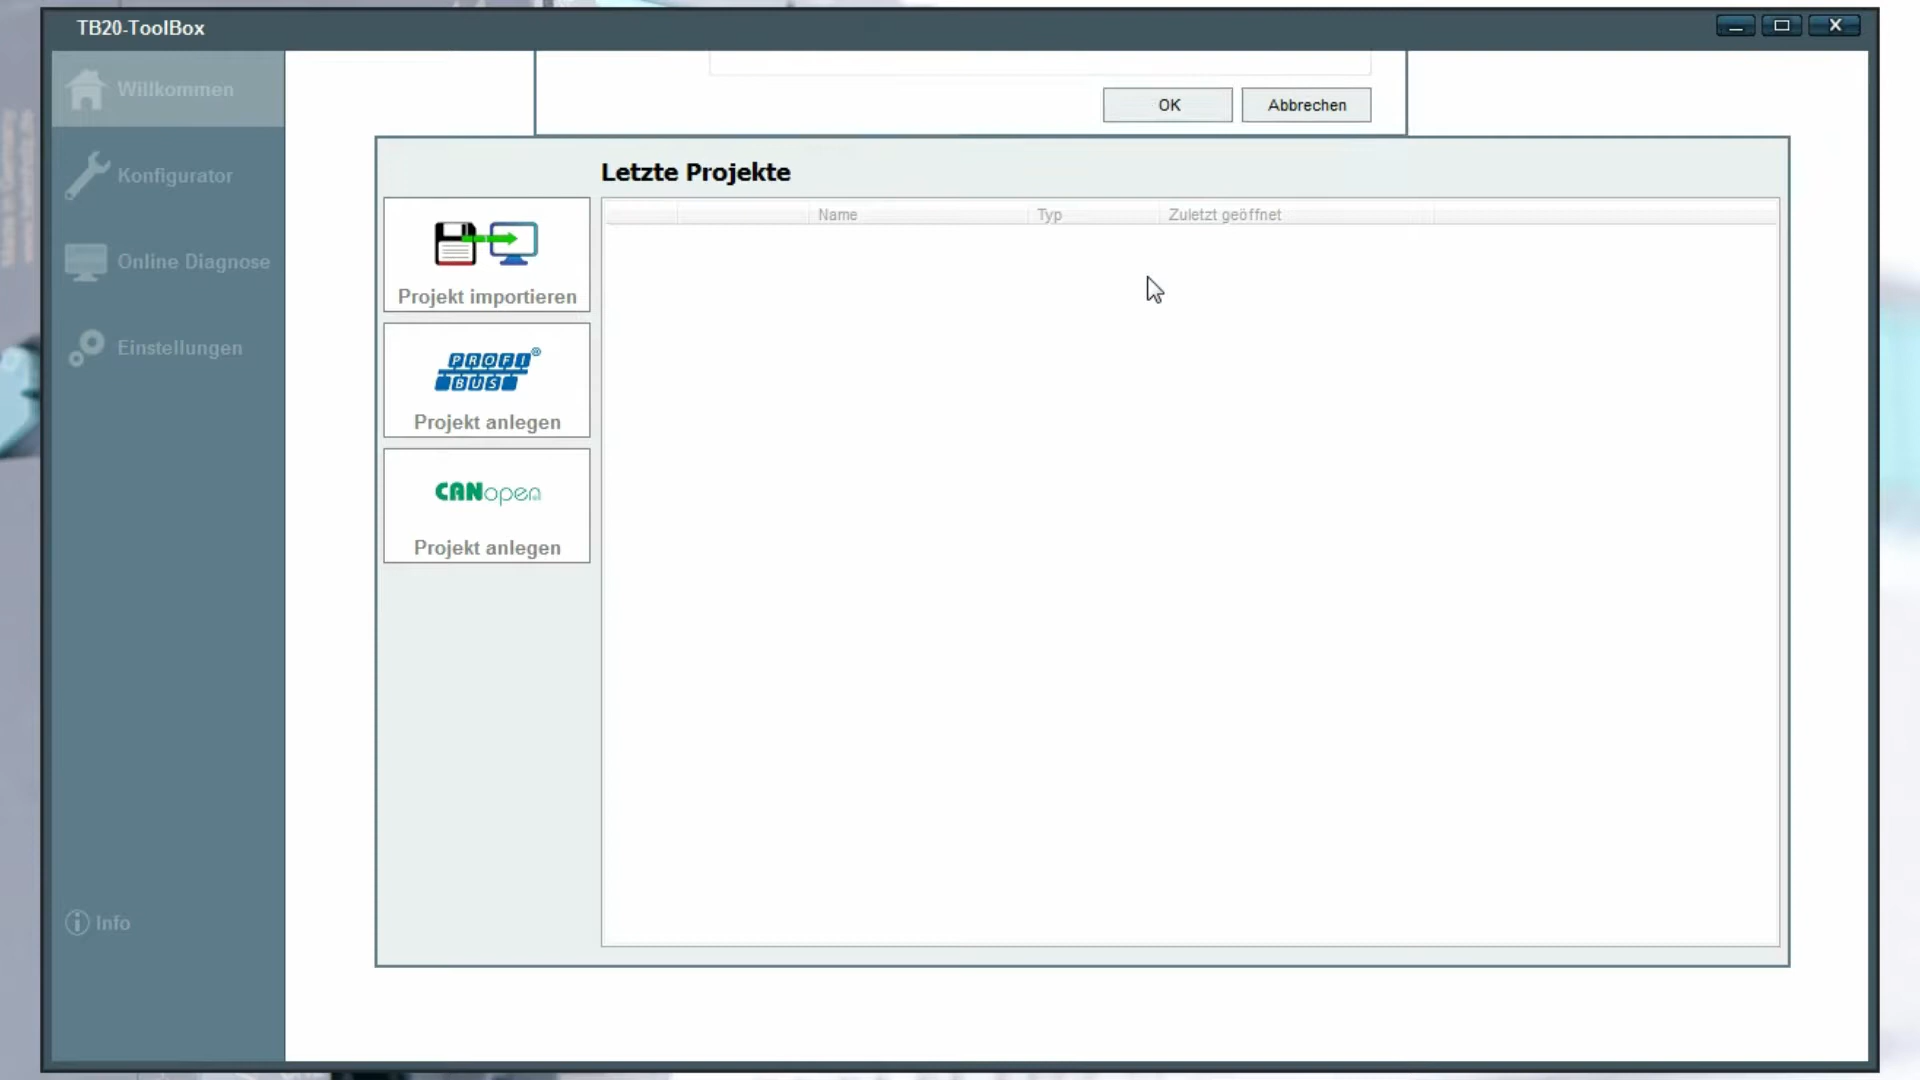 TB20-ToolBox
Willkommen
Konfigurator
Online Diagnose
Einstellungen
Info
OK
Abbrechen
Letzte Projekte
Name
Typ
Zuletzt geöffnet
Projekt importieren
PROFI®
BUS
Projekt anlegen
CANopen
Projekt anlegen